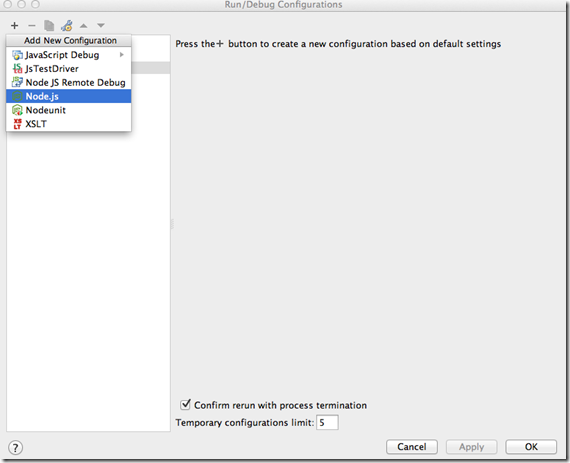 Run/Debug Configurations
Add New Configuration
JavaScript Debug
JsTestDriver
Node JS Remote Debug
Node.js
Nodeunit
XSLT
Press the+ button to create a new configuration based on default settings
Confirm rerun with process termination
Temporary configurations limit: 5
? Cancel Apply OK